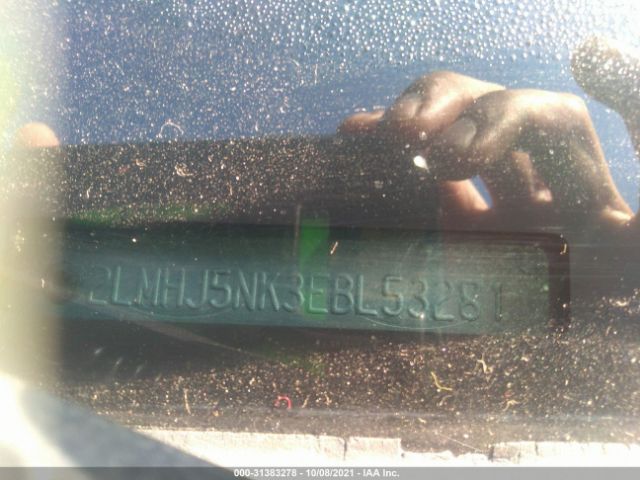 2LMHJ5NK3EBL53281
000-31383278 - 10/08/2021 - IAA Inc.